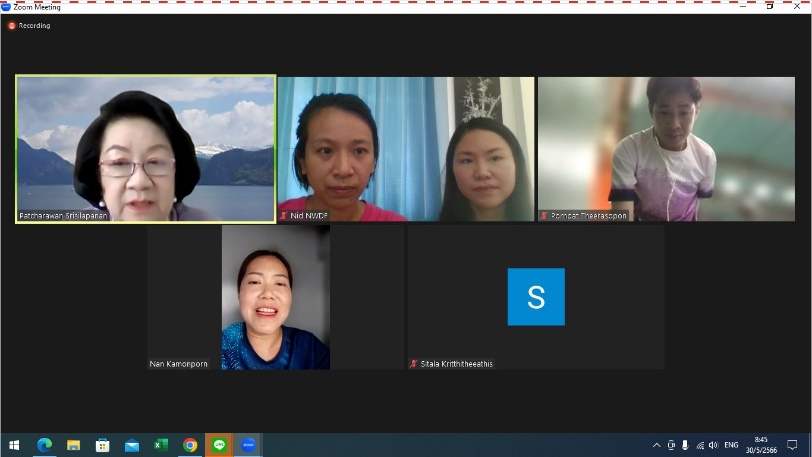 Zoom Meeting
Recording
Patcharawan Srisilapanan
Nid NWDF
Pornpat Theerasopon
Nan Kamonporn
S
Sitala Kritthitheeathis
ENG
8:45
30/5/2566